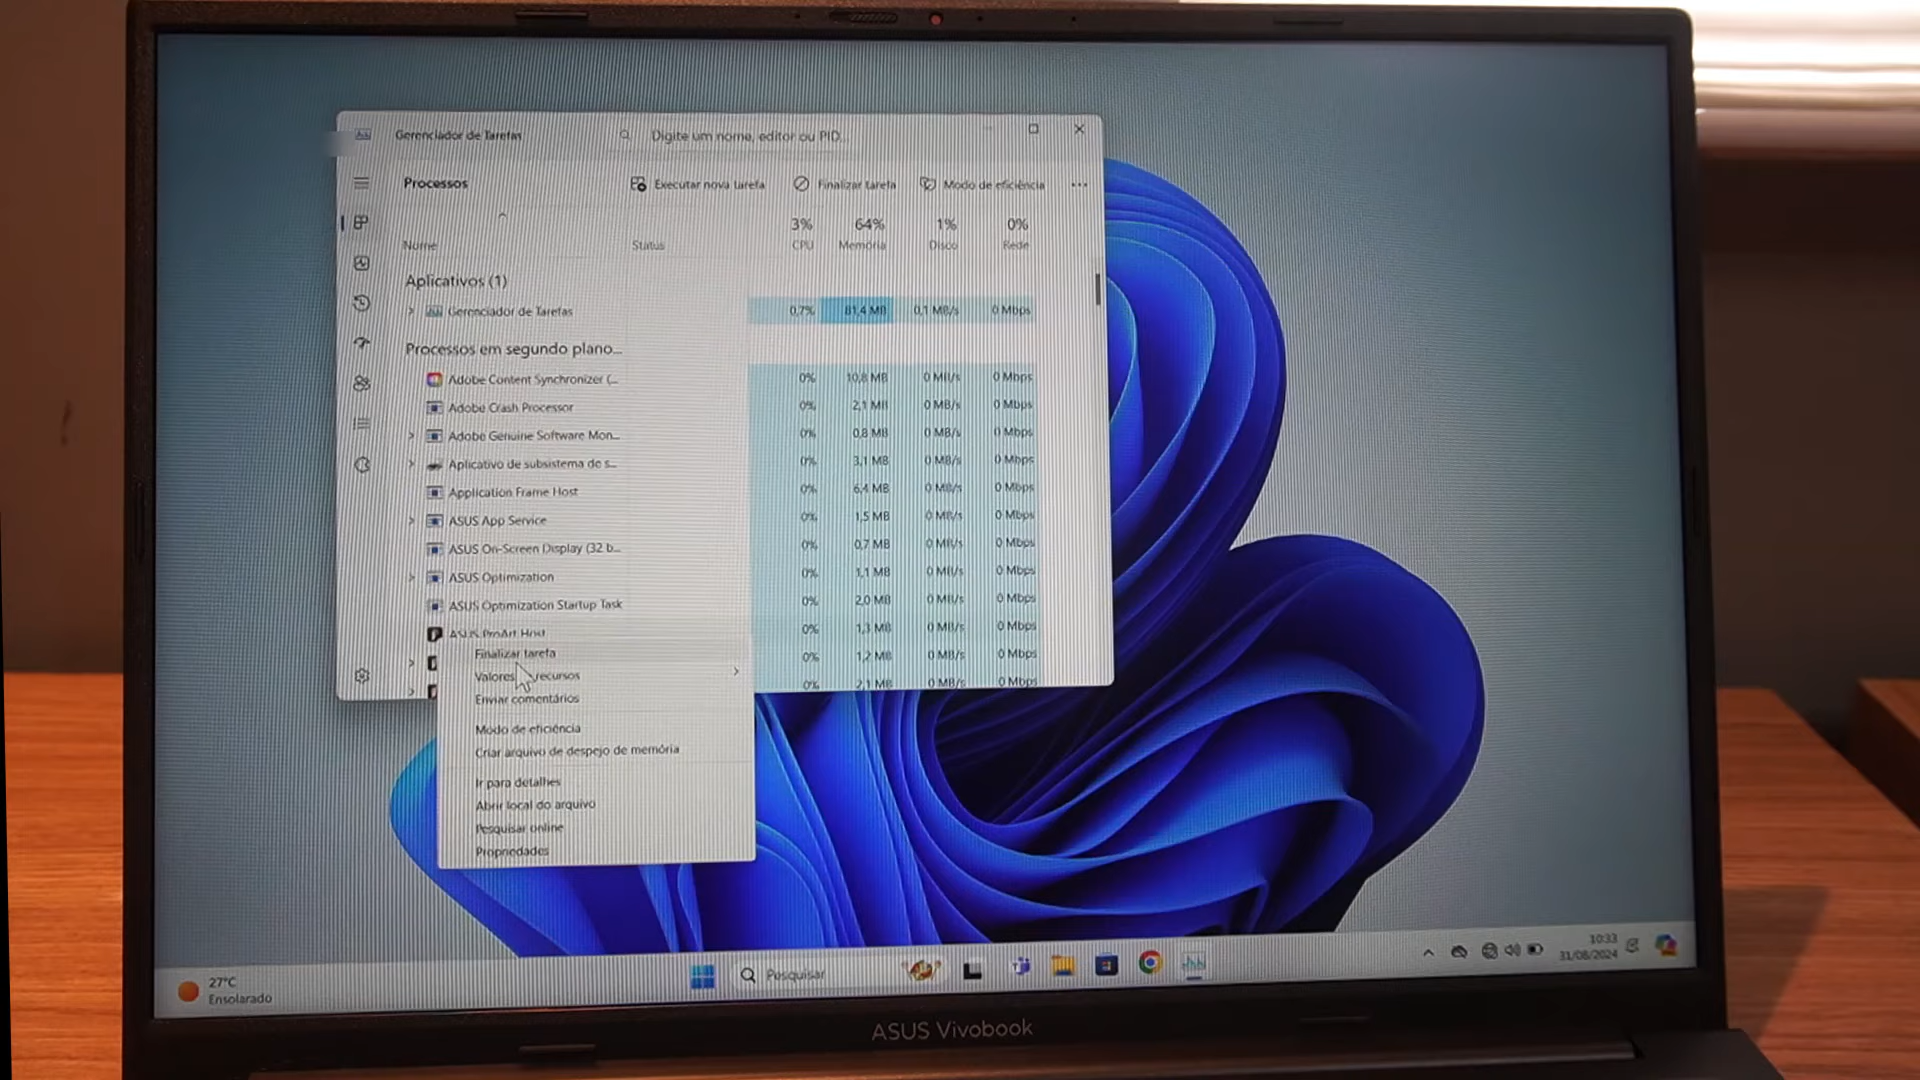 Gerenciador de Tarefas
Digite um nome, editor ou PID...
Processos
Executar nova tarefa
Finalizar tarefa
Modo de eficiência
3% 64% 1% 0%
Nome Status CPU Memória Disco Rede
Aplicativos (1)
Gerenciador de Tarefas 0,7% 81,4 MB 0,1 MB/s 0 Mbps
Processos em segundo plano...
Adobe Content Synchronizer (... 0% 10,8 MB 0 MB/s 0 Mbps
Adobe Crash Processor 0% 2,1 MB 0 MB/s 0 Mbps
Adobe Genuine Software Mon... 0% 0,8 MB 0 MB/s 0 Mbps
Aplicativo de subsistema de s... 0% 3,1 MB 0 MB/s 0 Mbps
Application Frame Host 0% 6,4 MB 0 MB/s 0 Mbps
ASUS App Service 0% 1,5 MB 0 MB/s 0 Mbps
ASUS On-Screen Display (32 b... 0% 0,7 MB 0 MB/s 0 Mbps
ASUS Optimization 0% 1,1 MB 0 MB/s 0 Mbps
ASUS Optimization Startup Task 0% 2,0 MB 0 MB/s 0 Mbps
ASUS ProArt Host 0% 1,3 MB 0 MB/s 0 Mbps
0% 1,2 MB 0 MB/s 0 Mbps
0% 2,1 MB 0 MB/s 0 Mbps
Finalizar tarefa
Valores recursos
Enviar comentários
Modo de eficiência
Criar arquivo de despejo de memória
Ir para detalhes
Abrir local do arquivo
Pesquisar online
Propriedades
27°C
Ensolarado
Pesquisar
10:33
31/08/2024
ASUS Vivobook